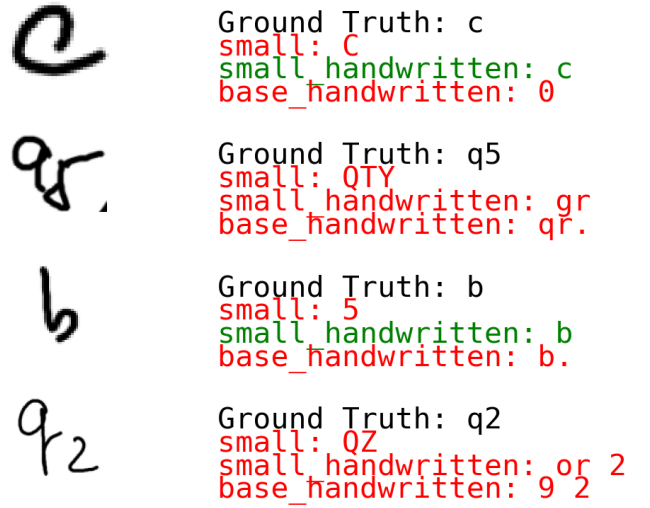 c
Ground Truth: c
small: C
small_handwritten: c
base_handwritten: 0
q5
Ground Truth: q5
small: QTY
small_handwritten: gr
base_handwritten: qr.
b
Ground Truth: b
small: 5
small_handwritten: b
base_handwritten: b.
q2
Ground Truth: q2
small: QZ
small_handwritten: or 2
base_handwritten: 9 2